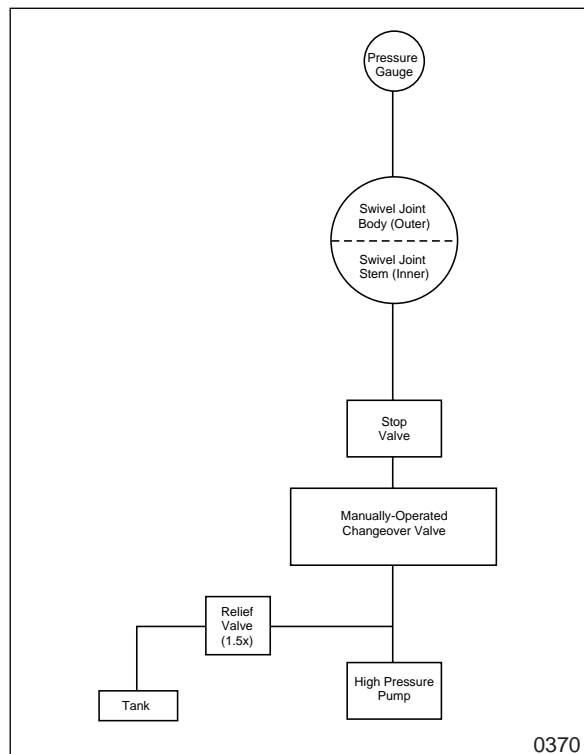 Pressure
Gauge
Swivel Joint
Body (Outer)
Swivel Joint
Stem (Inner)
Stop
Valve
Manually-Operated
Changeover Valve
Relief
Valve
(1.5x)
High Pressure
Pump
Tank
0370